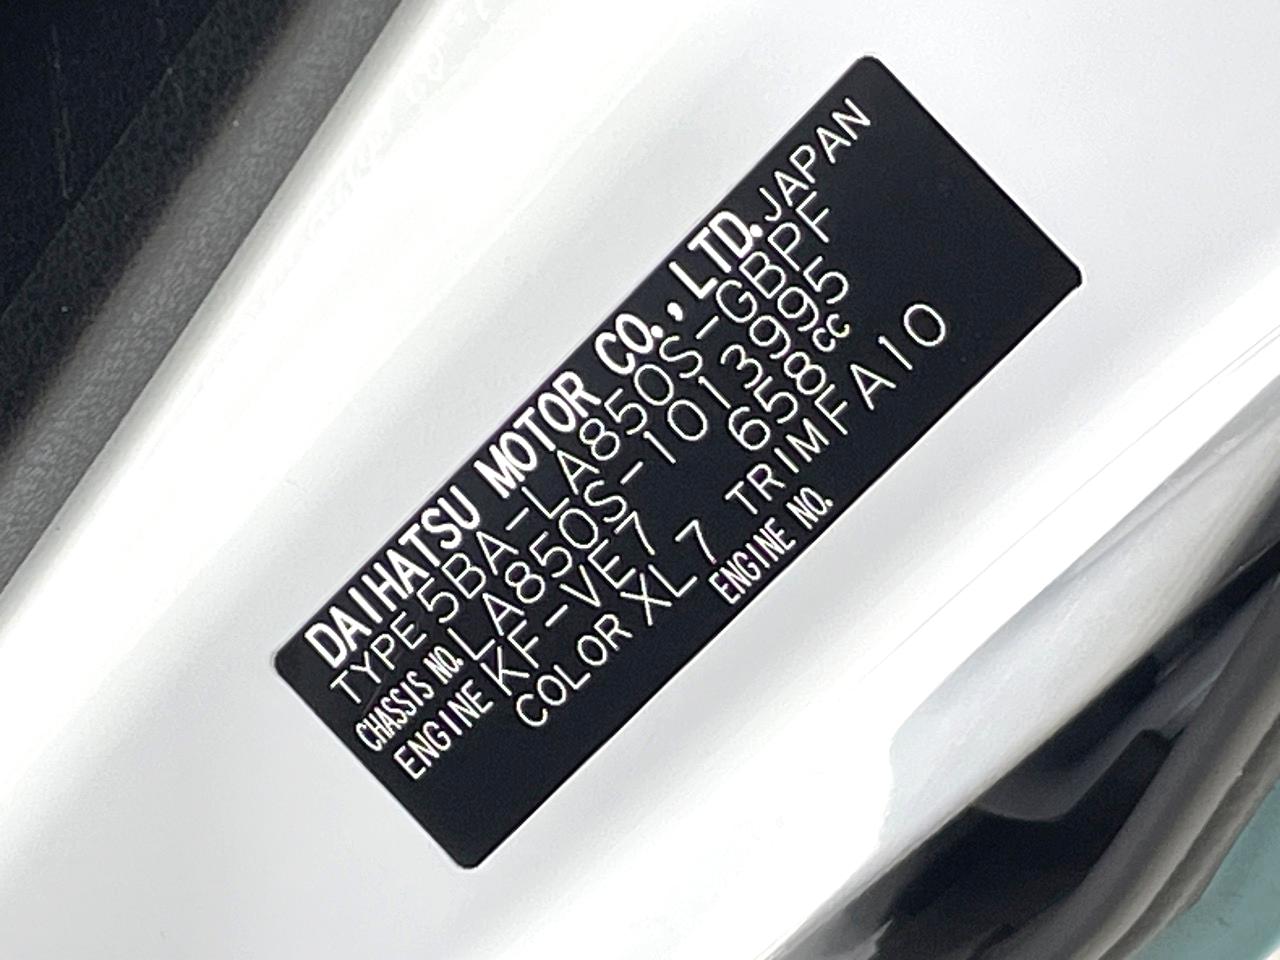 DAIHATSU MOTOR CO., LTD. JAPAN
TYPE 5BA-LA850S-GBPF
CHASSIS NO. LA850S-1013995
ENGINE KF-VE7 658cc
COLOR XL7 TRIM FA10
ENGINE NO.